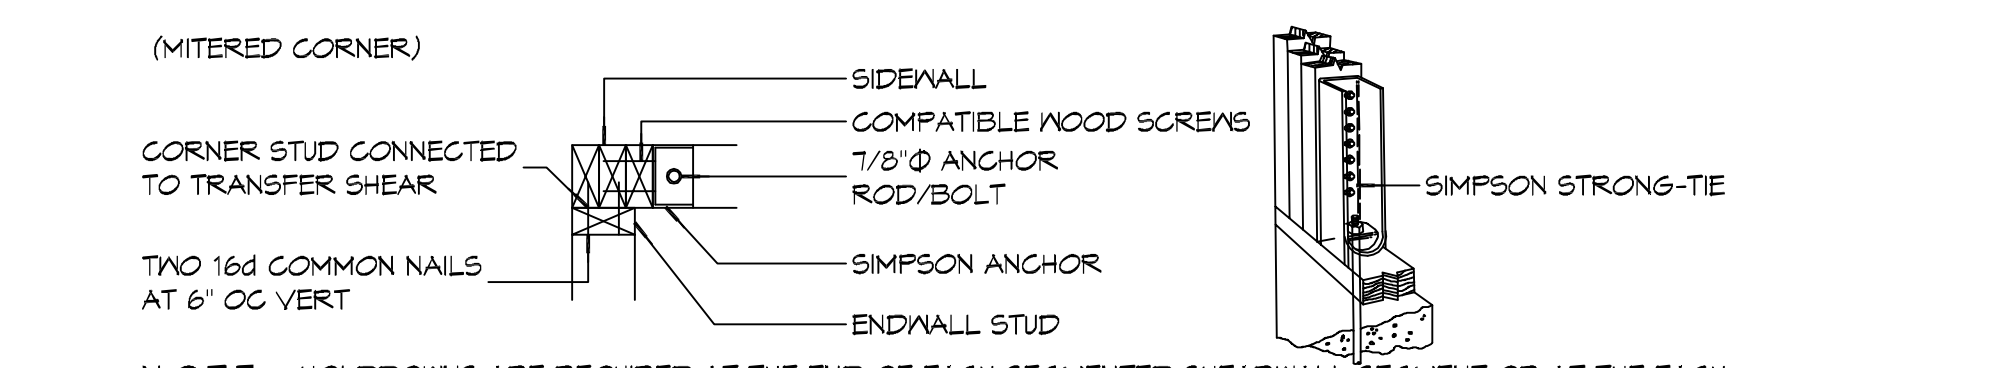 (MITERED CORNER)
SIDEWALL
COMPATIBLE WOOD SCREWS
CORNER STUD CONNECTED
TO TRANSFER SHEAR
7/8"Φ ANCHOR
ROD/BOLT
SIMPSON STRONG-TIE
TWO 16d COMMON NAILS
AT 6" OC VERT
SIMPSON ANCHOR
ENDWALL STUD